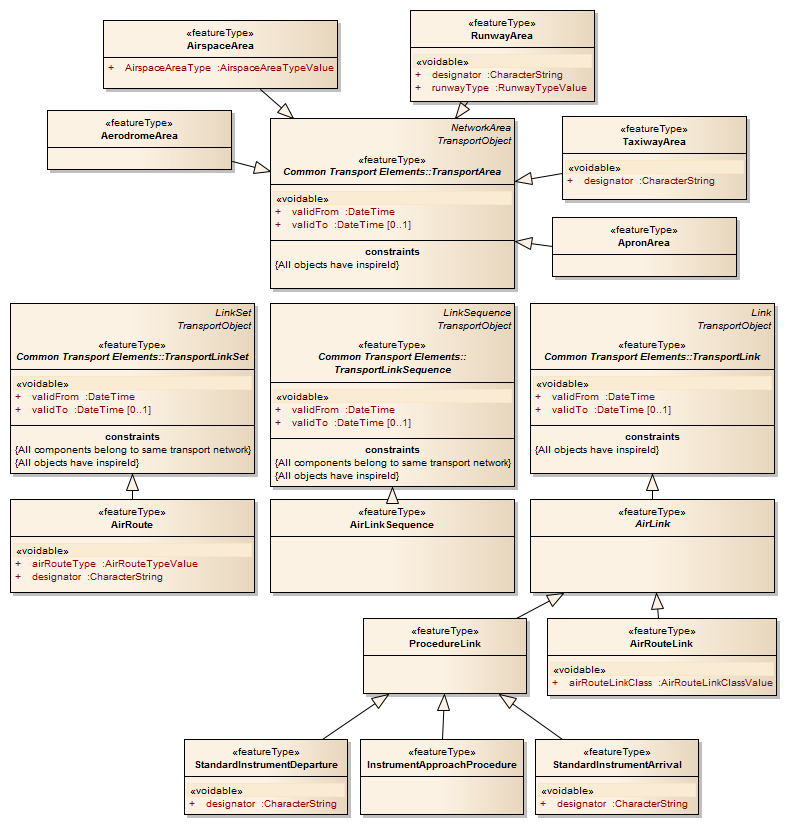 «featureType»
AirspaceArea
+ AirspaceAreaType :AirspaceAreaTypeValue
«featureType»
RunwayArea
«voidable»
+ designator :CharacterString
+ runwayType :RunwayTypeValue
«featureType»
AerodromeArea
NetworkArea
TransportObject
«featureType»
Common Transport Elements::TransportArea
«voidable»
+ validFrom :DateTime
+ validTo :DateTime [0..1]
constraints
{All objects have inspireId}
«featureType»
TaxiwayArea
«voidable»
+ designator :CharacterString
«featureType»
ApronArea
LinkSet
TransportObject
«featureType»
Common Transport Elements::TransportLinkSet
«voidable»
+ validFrom :DateTime
+ validTo :DateTime [0..1]
constraints
{All components belong to same transport network}
{All objects have inspireId}
LinkSequence
TransportObject
«featureType»
Common Transport Elements::
TransportLinkSequence
«voidable»
+ validFrom :DateTime
+ validTo :DateTime [0..1]
constraints
{All components belong to same transport network}
{All objects have inspireId}
Link
TransportObject
«featureType»
Common Transport Elements::TransportLink
«voidable»
+ validFrom :DateTime
+ validTo :DateTime [0..1]
constraints
{All objects have inspireId}
«featureType»
AirRoute
«voidable»
+ airRouteType :AirRouteTypeValue
+ designator :CharacterString
«featureType»
AirLinkSequence
«featureType»
AirLink
«featureType»
ProcedureLink
«featureType»
AirRouteLink
«voidable»
+ airRouteLinkClass :AirRouteLinkClassValue
«featureType»
StandardInstrumentDeparture
«voidable»
+ designator :CharacterString
«featureType»
InstrumentApproachProcedure
«featureType»
StandardInstrumentArrival
«voidable»
+ designator :CharacterString